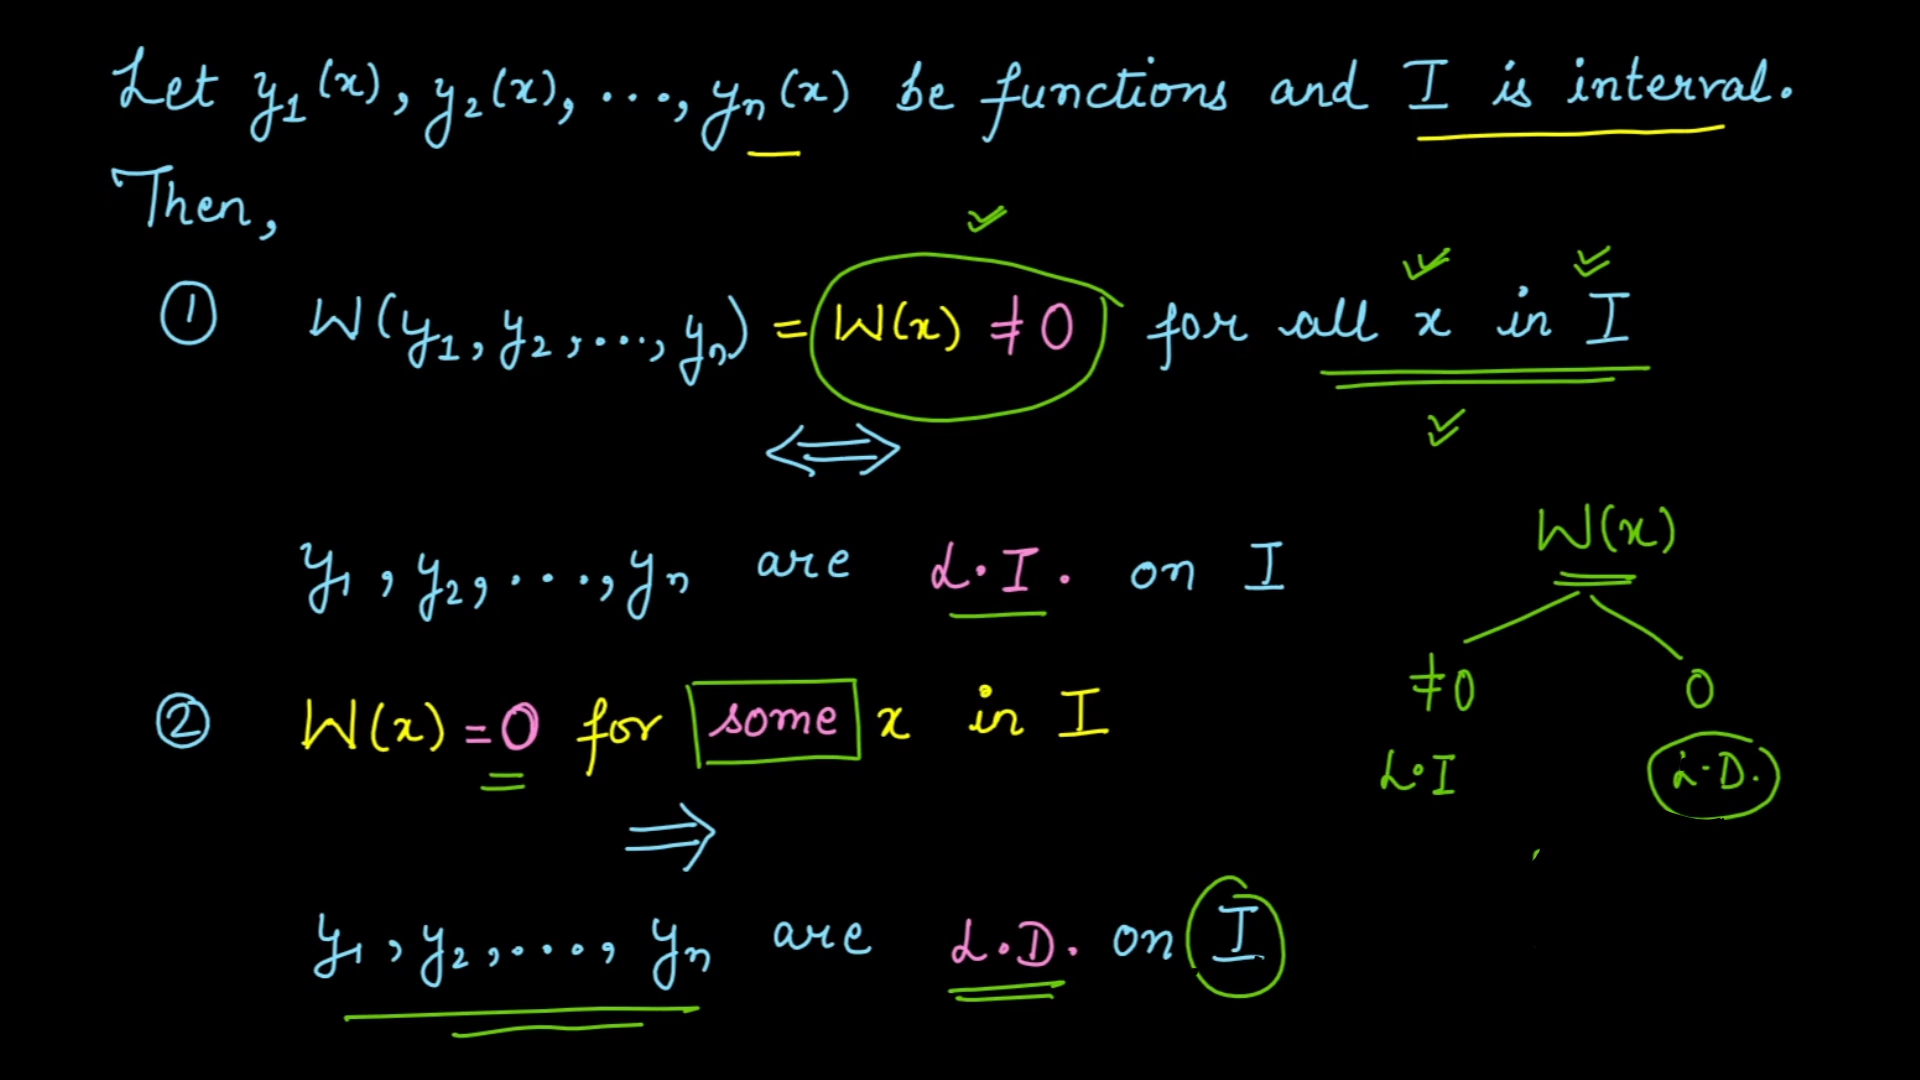 Let y₁(x), y₂(x), ..., yₙ(x) be functions and I is interval.
Then,
① W(y₁, y₂, ..., yₙ) = W(x) ≠ 0 for all x in I
⟺
y₁, y₂, ..., yₙ are L.I. on I
② W(x) = 0 for some x in I
⟹
y₁, y₂, ..., yₙ are L.D. on I
W(x)
≠0 0
L.I L.D.